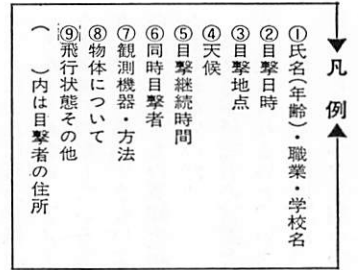 凡例
①氏名(年齢)・職業・学校名
②目撃日時
③目撃地点
④天候
⑤目撃継続時間
⑥同時目撃者
⑦観測機器・方法
⑧物体について
⑨飛行状態その他
(　)内は目撃者の住所